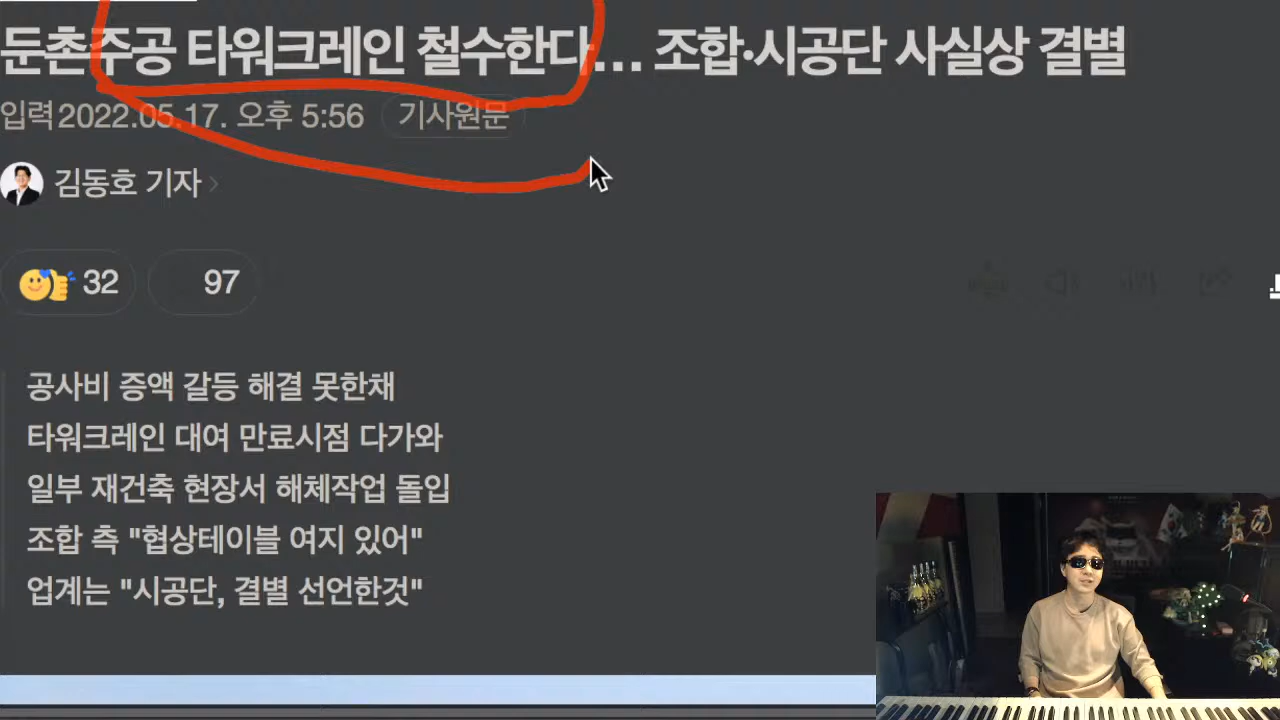 둔촌주공 타워크레인 철수한다… 조합·시공단 사실상 결별
입력 2022.05.17. 오후 5:56 기사원문
김동호 기자
32 97
공사비 증액 갈등 해결 못한채
타워크레인 대여 만료시점 다가와
일부 재건축 현장서 해체작업 돌입
조합 측 "협상테이블 여지 있어"
업계는 "시공단, 결별 선언한것"